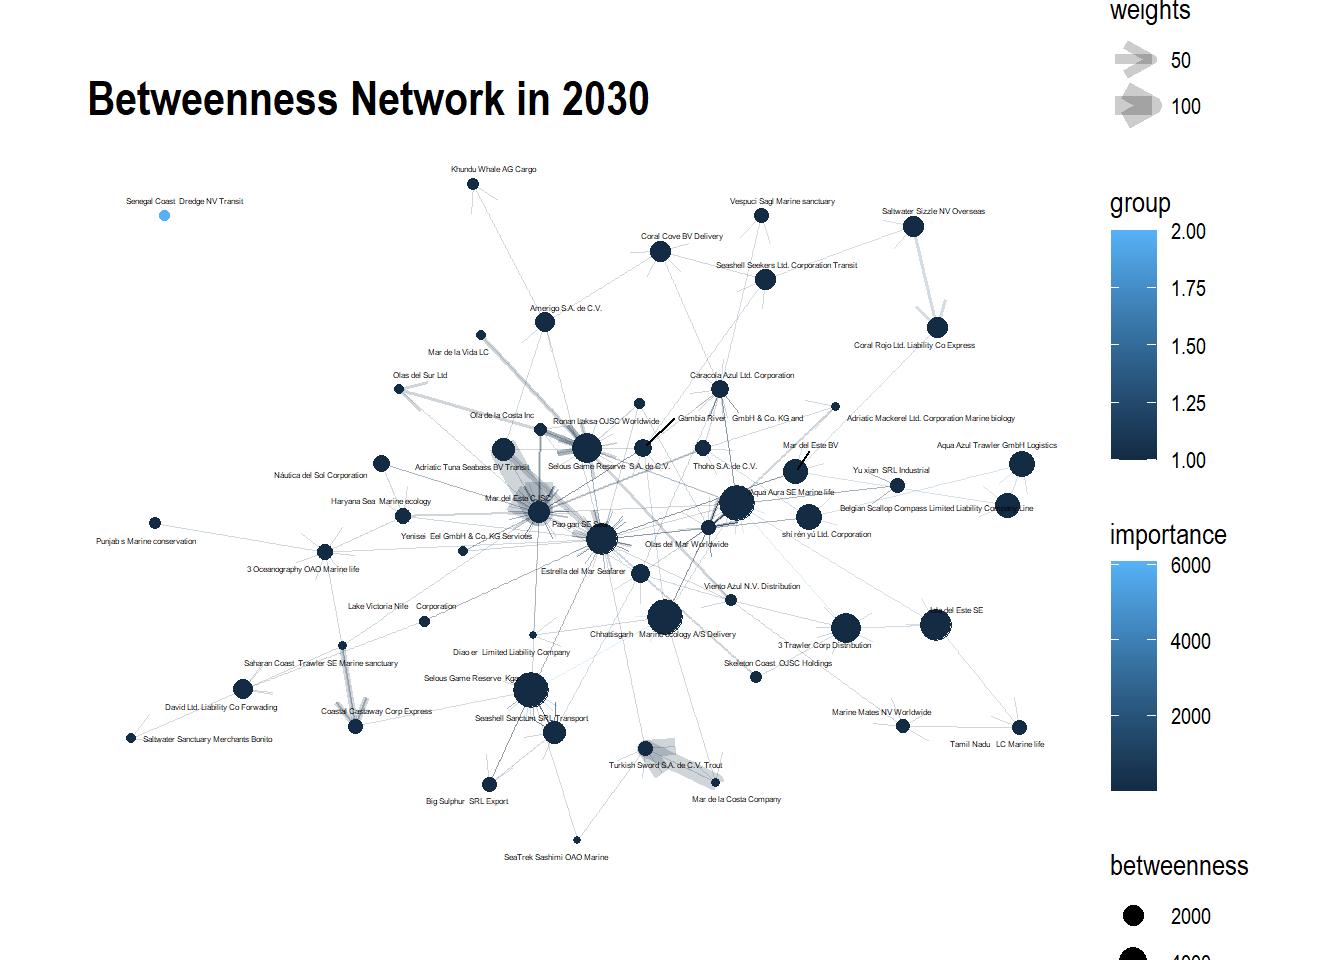 weights
50
100
Betweenness Network in 2030
Khundu Whale AG Cargo
Senegal Coast Dredge NV Transit
Vespuci Sagl Marine sanctuary
group
Saltwater Sizzle NV Overseas
2.00
Coral Cove BV Delivery
Seashell Seekers Ltd. Corporation Transit
1.75
Amerigo S.A. de C.V.
1.50
Coral Rojo Ltd. Liability Co Express
Mar de la Vida LC
Olas del Sur Ltd
Caracola Azul Ltd. Corporation
1.25
Ola de la Costa Inc
Ronan Laksa OJSC Worldwide
Gambia River GmbH & Co. KG and
Adriatic Mackerel Ltd. Corporation Marine biology
Mar del Este BV
Aqua Azul Trawler GmbH Logistics
1.00
Adriatic Tuna Seabass BV Transit
Selous Game Reserve S.A. de C.V.
Thoho S.A. de C.V.
Yu xian SRL Industrial
Náutica del Sol Corporation
Mar del Este CJSC
Aqua Aura SE Marine life
Haryana Sea Marine ecology
Belgian Scallop Compass Limited Liability Company Line
Pao gan SE Seal
importance
Punjab s Marine conservation
Yenisei Eel GmbH & Co. KG Services
Olas del Mar Worldwide
shi ren yú Ltd. Corporation
6000
3 Oceanography OAO Marine life
Estrella del Mar Seafarer
Viento Azul N.V. Distribution
Lake Victoria Nile Corporation
del Este SE
4000
Chhattisgarh Marine ecology A/S Delivery
3 Trawler Corp Distribution
Diao er Limited Liability Company
Saharan Coast Trawler SE Marine sanctuary
Skeleton Coast OJSC Holdings
Selous Game Reserve
David Ltd. Liability Co Forwading
Coastal Castaway Corp Express
Seashell Sanctum SRL Transport
Marine Mates NV Worldwide
2000
Saltwater Sanctuary Merchants Bonito
Tamil Nadu LC Marine life
Turkish Sword S.A. de C.V. Trout
Big Sulphur SRL Export
Mar de la Costa Company
SeaTrek Sashimi OAO Marine
betweenness
2000
4000